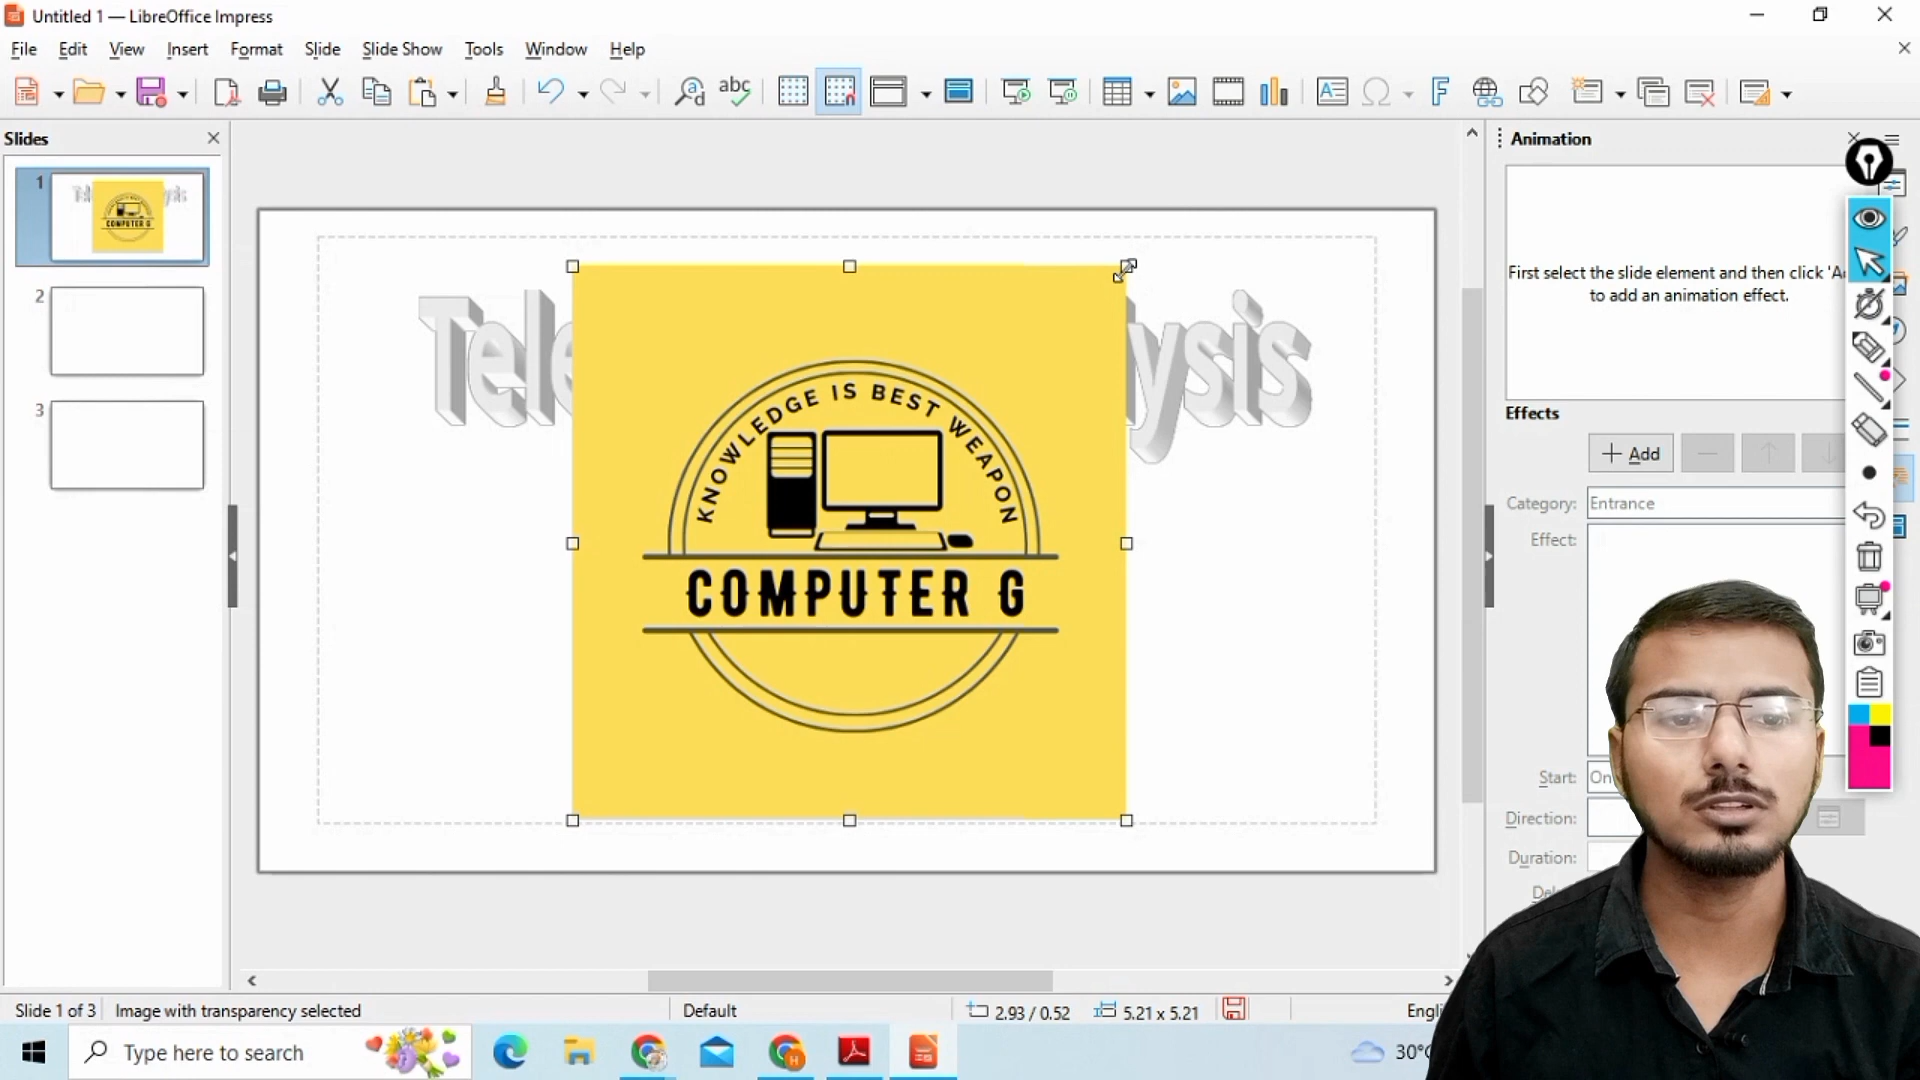 Untitled 1 — LibreOffice Impress
File Edit View Insert Format Slide Slide Show Tools Window Help
Slides
Animation
1
2
3
Tele
lysis
KNOWLEDGE IS BEST WEAPON
COMPUTER G
First select the slide element and then click
to add an animation effect.
Effects
Add
Category: Entrance
Effect:
Start: On
Direction:
Duration:
Slide 1 of 3
Image with transparency selected
Default
2.93 / 0.52
5.21 x 5.21
Type here to search
30°